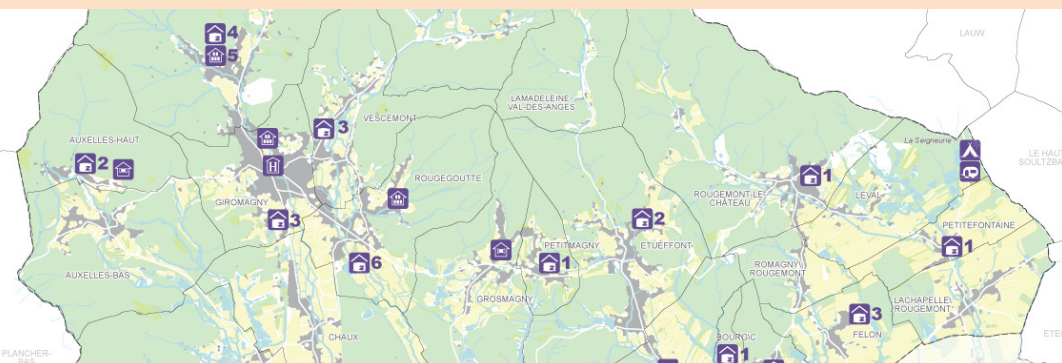 4
5
LAUW
LAMADELEINE-
VAL-DES-ANGES
3
VESCEMONT
AUXELLES-HAUT
La Seigneurie
2
H
LE HAUT
SOULTZBA
ROUGEGOUTTE
1
ROUGEMONT-LE-
CHÂTEAU
LEVAL
GIROMAGNY
3
2
PETITEFONTAINE
PETITMAGNY
ETUEFFONT
1
6
1
ROMAGNY
ROUGEMONT
AUXELLES-BAS
GROSMAGNY
LACHAPELLE
ROUGEMONT
3
FELON
CHAUX
BOURGIC
1
ETE
PLANCHER-
BAS